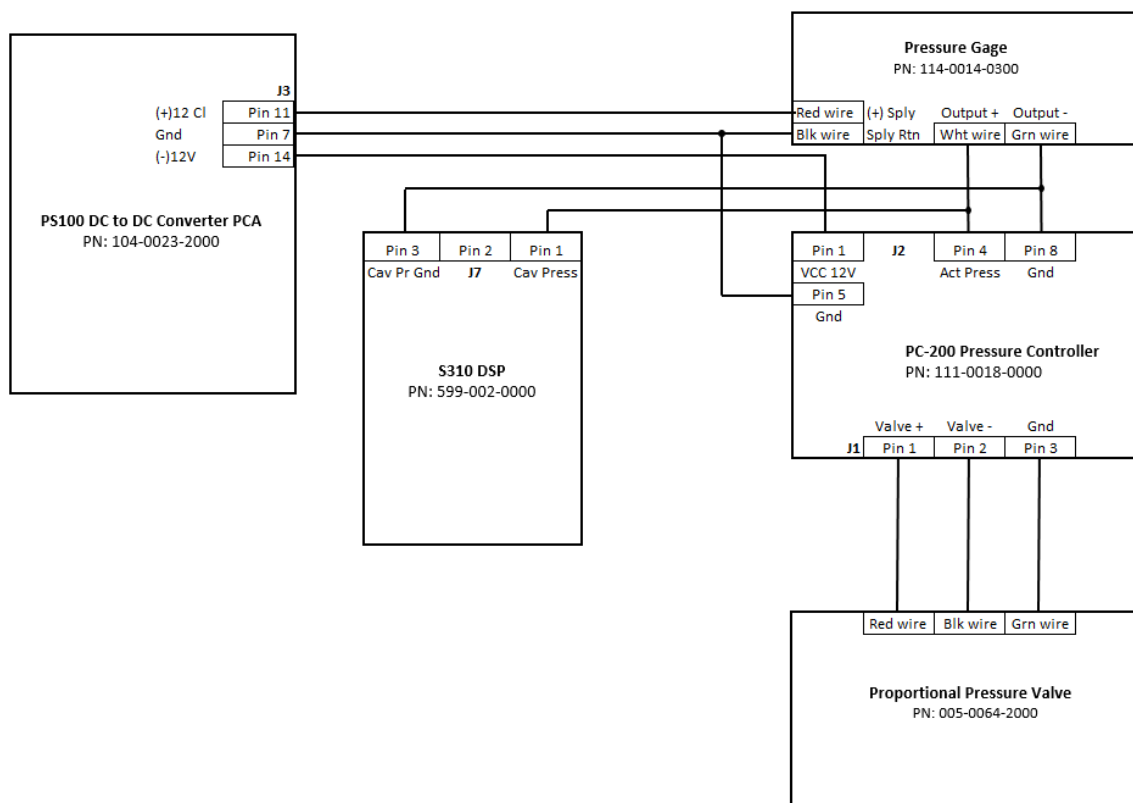 Pressure Gage
PN: 114-0014-0300
J3
(+)12 Cl Pin 11
Gnd Pin 7
(-)12V Pin 14
PS100 DC to DC Converter PCA
PN: 104-0023-2000
Red wire (+) Sply Output + Output -
Blk wire Sply Rtn Wht wire Grn wire
Pin 3 Pin 2 Pin 1
Cav Pr Gnd J7 Cav Press
S310 DSP
PN: 599-002-0000
Pin 1 J2 Pin 4 Pin 8
VCC 12V Act Press Gnd
Pin 5
Gnd
PC-200 Pressure Controller
PN: 111-0018-0000
Valve + Valve - Gnd
J1 Pin 1 Pin 2 Pin 3
Red wire Blk wire Grn wire
Proportional Pressure Valve
PN: 005-0064-2000